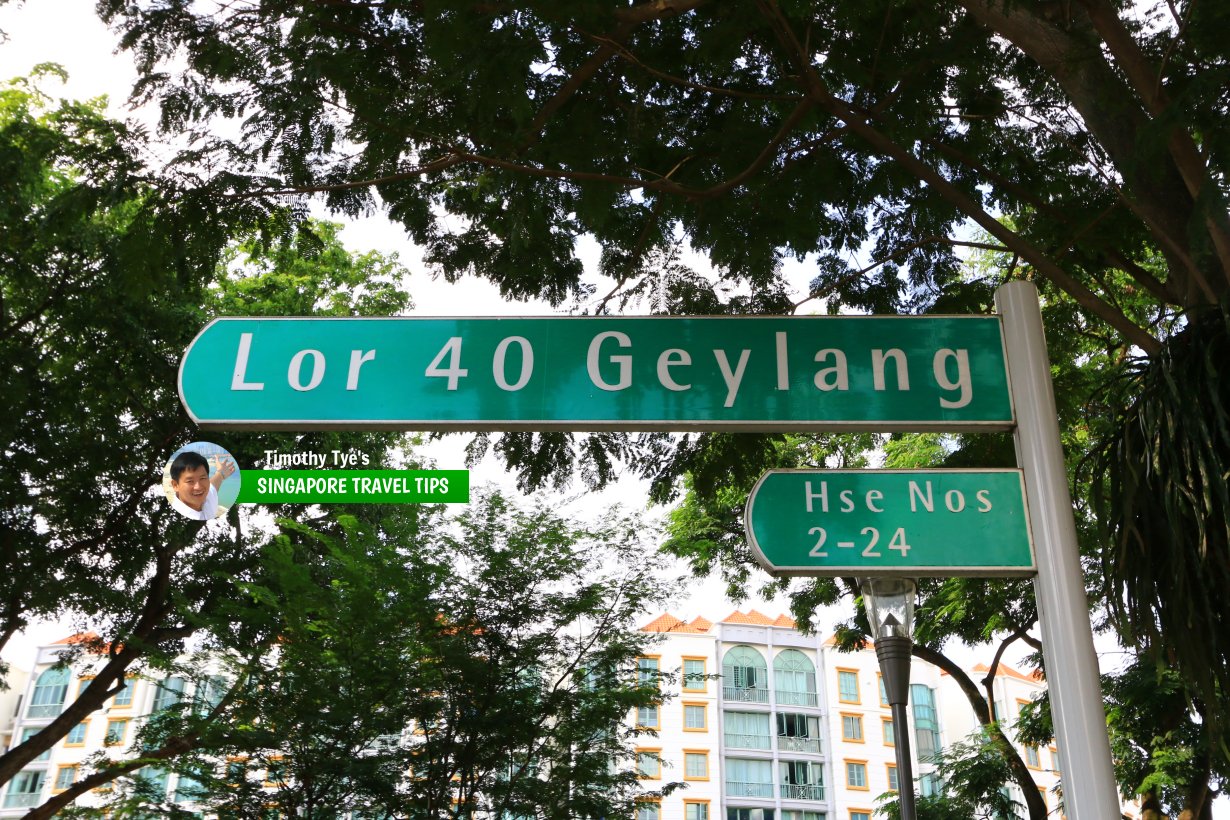 Lor 40 Geylang
Timothy Tye's
SINGAPORE TRAVEL TIPS
Hse Nos
2-24